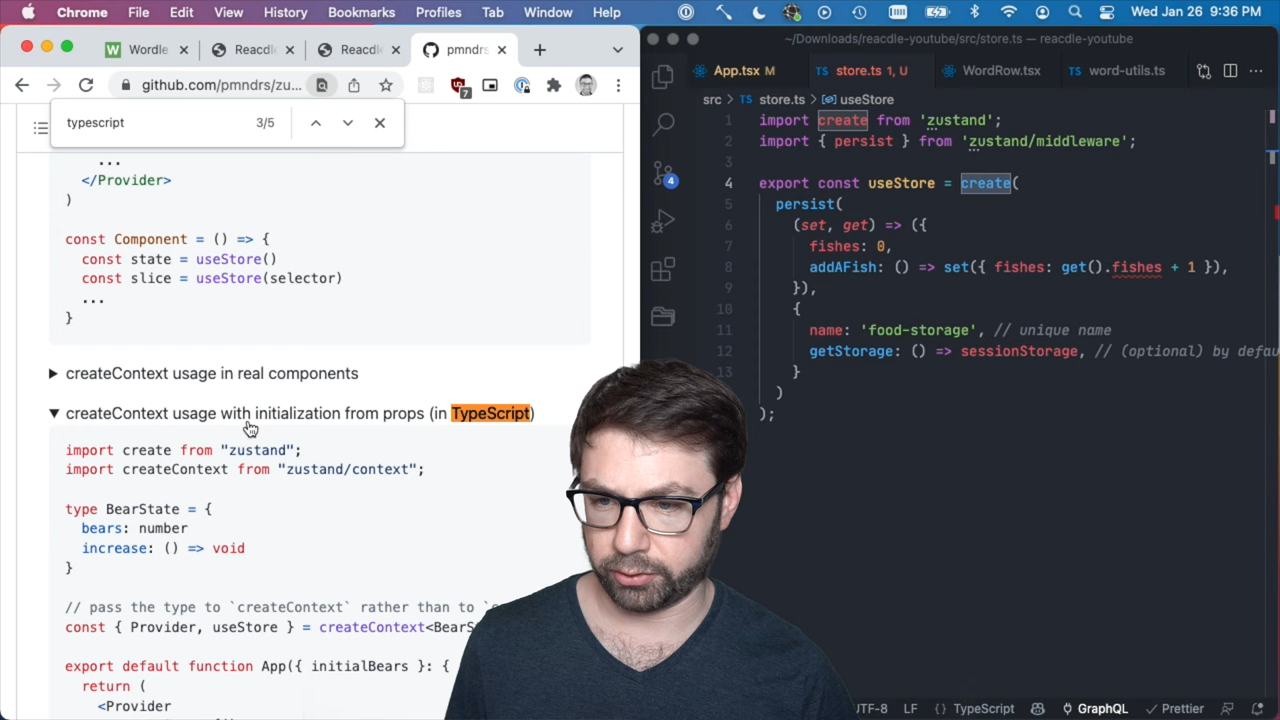 Chrome File Edit View History Bookmarks Profiles Tab Window Help Wed Jan 26 9:36 PM
Wordle
Reacdle
Reacdle
pmndrs
github.com/pmndrs/zu...
7
typescript 3/5
...
</Provider>
)
const Component = () => {
const state = useStore()
const slice = useStore(selector)
...
}
createContext usage in real components
createContext usage with initialization from props (in TypeScript)
import create from "zustand";
import createContext from "zustand/context";
type BearState = {
bears: number
increase: () => void
}
// pass the type to `createContext` rather than to `c
const { Provider, useStore } = createContext<BearS
export default function App({ initialBears }: {
return (
<Provider
~/Downloads/reacdle-youtube/src/store.ts — reacdle-youtube
App.tsx M
store.ts 1, U
WordRow.tsx
word-utils.ts
src > store.ts > useStore
4
1 import create from 'zustand';
2 import { persist } from 'zustand/middleware';
3
4 export const useStore = create(
5 persist(
6 (set, get) => ({
7 fishes: 0,
8 addAFish: () => set({ fishes: get().fishes + 1 }),
9 }),
10 {
11 name: 'food-storage', // unique name
12 getStorage: () => sessionStorage, // (optional) by defau
13 }
)
);
UTF-8 LF {} TypeScript GraphQL Prettier